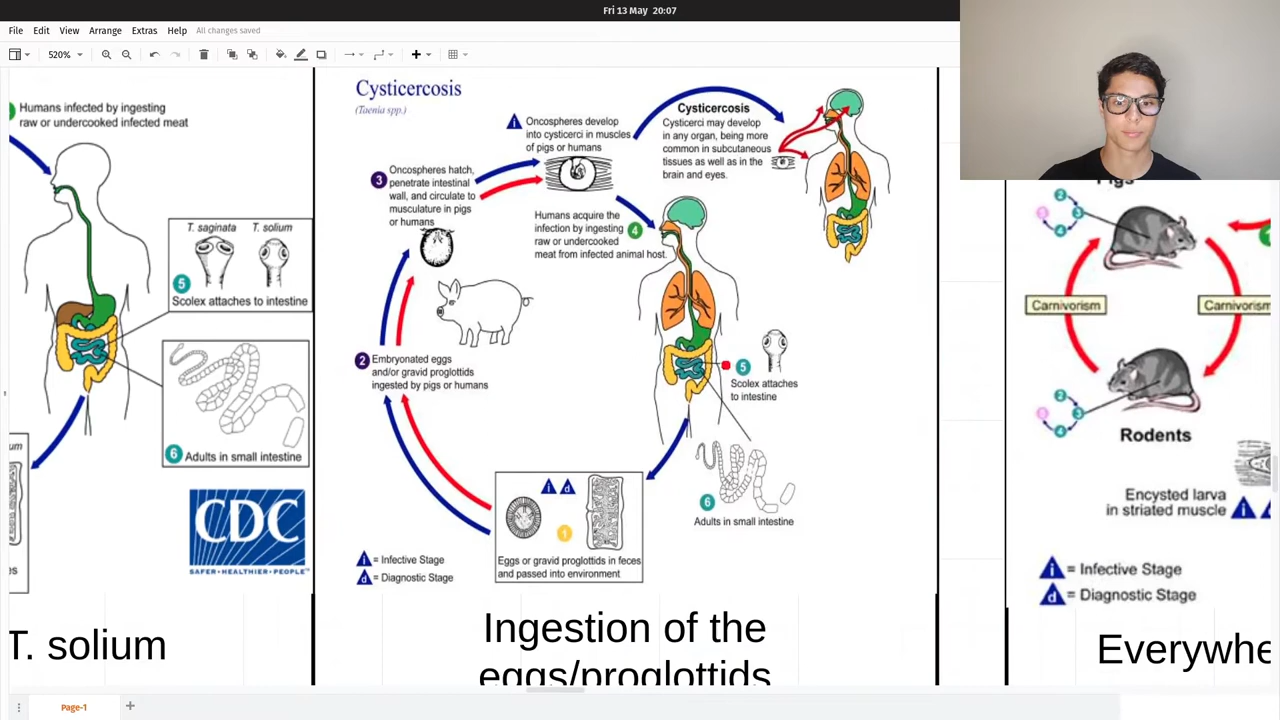 Fri 13 May 20:07
File Edit View Arrange Extras Help All changes saved
520%
Humans infected by ingesting
raw or undercooked infected meat
T. saginata T. solium
5
Scolex attaches to intestine
6 Adults in small intestine
CDC
SAFER • HEALTHIER • PEOPLE™
T. solium
Cysticercosis
(Taenia spp.)
i Oncospheres develop
into cysticerci in muscles
of pigs or humans
Cysticercosis
Cysticerci may develop
in any organ, being more
common in subcutaneous
tissues as well as in the
brain and eyes.
3 Oncospheres hatch,
penetrate intestinal
wall, and circulate to
musculature in pigs
or humans
Humans acquire the
infection by ingesting 4
raw or undercooked
meat from infected animal host.
2 Embryonated eggs
and/or gravid proglottids
ingested by pigs or humans
5
Scolex attaches
to intestine
6
Adults in small intestine
i d
1
Eggs or gravid proglottids in feces
and passed into environment
i = Infective Stage
d = Diagnostic Stage
Ingestion of the
eggs/proglottids
Pigs
2
3
4
Carnivorism Carnivorism
2
3
4
Rodents
Encysted larva
in striated muscle i
i = Infective Stage
d = Diagnostic Stage
Everywhe
Page-1